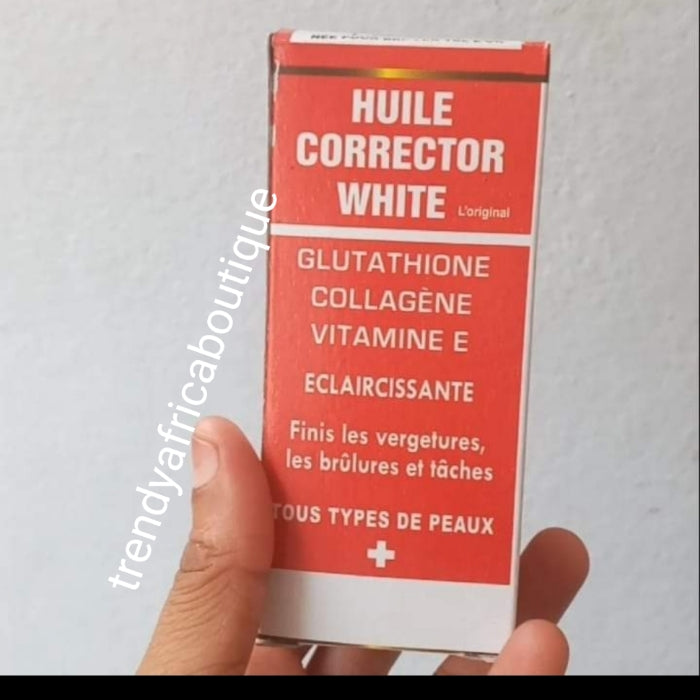 HUILE
CORRECTOR
WHITE L'original
GLUTATHIONE
COLLAGÈNE
VITAMINE E
ECLAIRCISSANTE
Finis les vergetures,
les brûlures et tâches
TOUS TYPES DE PEAUX
trendyafricaboutique